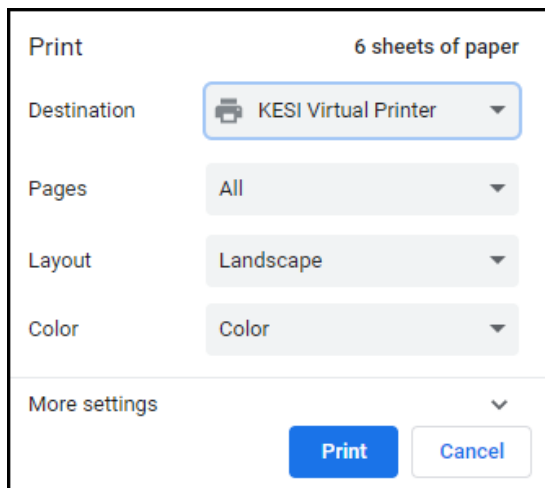 Print 6 sheets of paper
Destination KESI Virtual Printer
Pages All
Layout Landscape
Color Color
More settings
Print Cancel